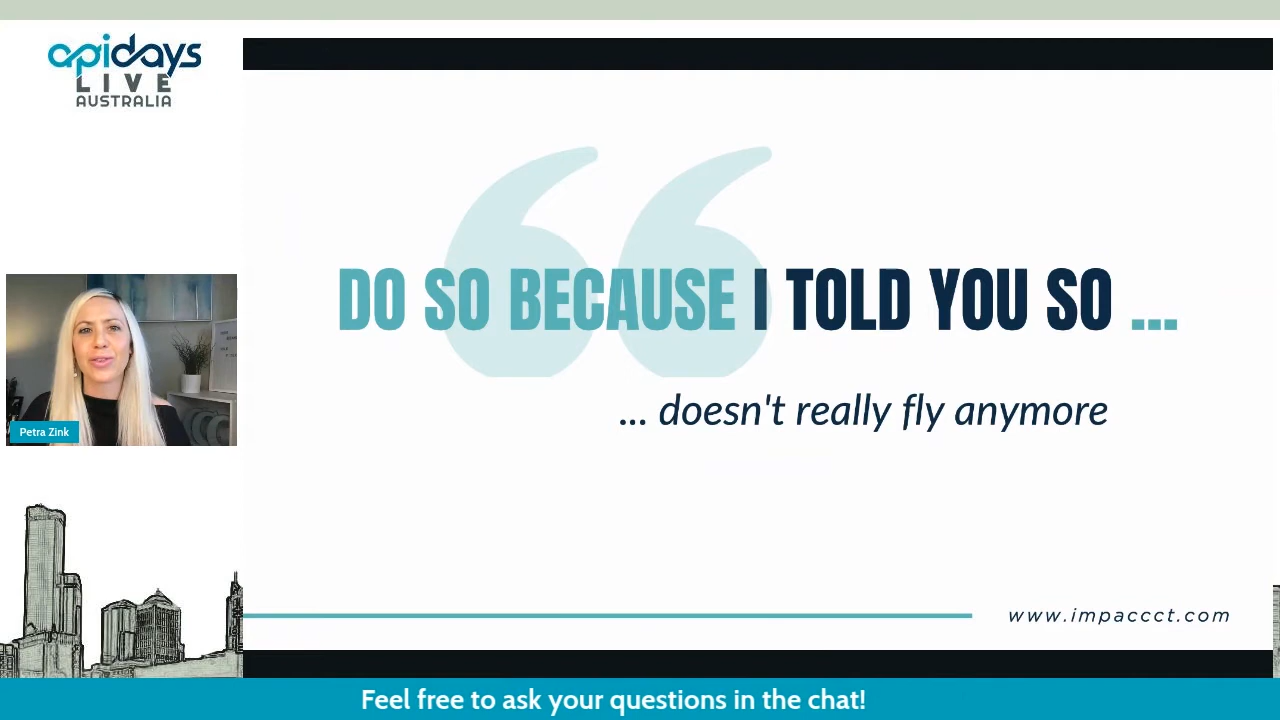 apidays
LIVE
AUSTRALIA
DO SO BECAUSE I TOLD YOU SO ...
... doesn't really fly anymore
Petra Zink
www.impaccct.com
Feel free to ask your questions in the chat!